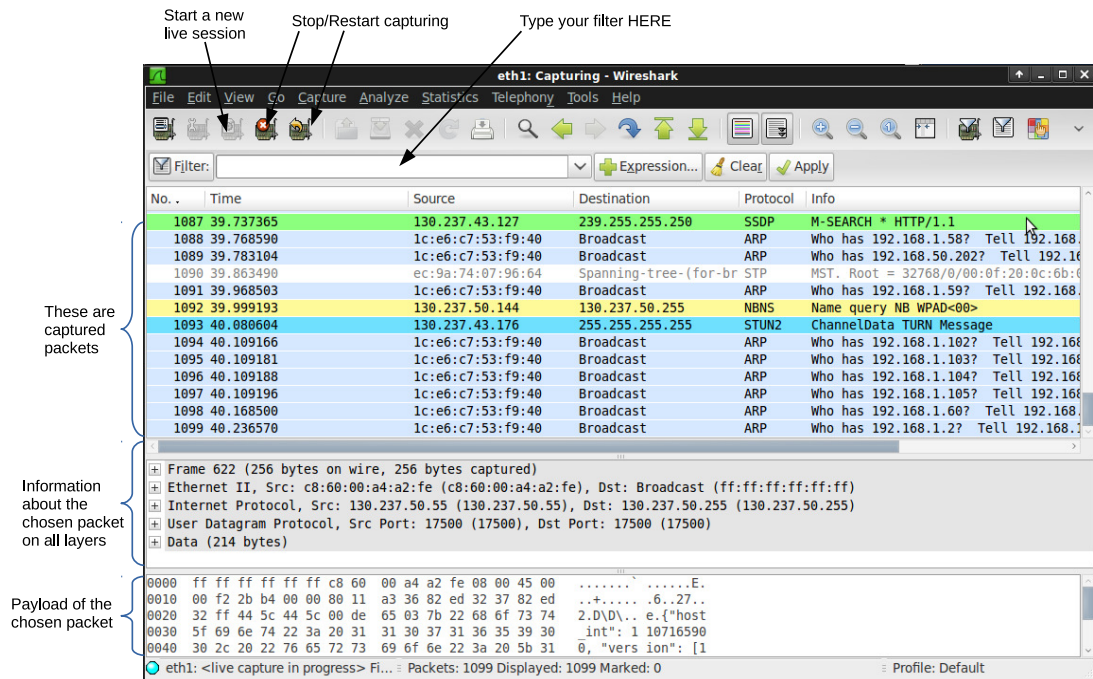 Start a new
live session
Stop/Restart capturing
Type your filter HERE
eth1: Capturing - Wireshark
File Edit View Go Capture Analyze Statistics Telephony Tools Help
Filter: Expression... Clear Apply
No. . Time Source Destination Protocol Info
1087 39.737365 130.237.43.127 239.255.255.250 SSDP M-SEARCH * HTTP/1.1
1088 39.768590 1c:e6:c7:53:f9:40 Broadcast ARP Who has 192.168.1.58? Tell 192.168.
1089 39.783104 1c:e6:c7:53:f9:40 Broadcast ARP Who has 192.168.50.202? Tell 192.16
1090 39.863490 ec:9a:74:07:96:64 Spanning-tree-(for-br STP MST. Root = 32768/0/00:0f:20:0c:6b:0
1091 39.968503 1c:e6:c7:53:f9:40 Broadcast ARP Who has 192.168.1.59? Tell 192.168.
1092 39.999193 130.237.50.144 130.237.50.255 NBNS Name query NB WPAD<00>
1093 40.080604 130.237.43.176 255.255.255.255 STUN2 ChannelData TURN Message
1094 40.109166 1c:e6:c7:53:f9:40 Broadcast ARP Who has 192.168.1.102? Tell 192.168
1095 40.109181 1c:e6:c7:53:f9:40 Broadcast ARP Who has 192.168.1.103? Tell 192.168
1096 40.109188 1c:e6:c7:53:f9:40 Broadcast ARP Who has 192.168.1.104? Tell 192.168
1097 40.109196 1c:e6:c7:53:f9:40 Broadcast ARP Who has 192.168.1.105? Tell 192.168
1098 40.168500 1c:e6:c7:53:f9:40 Broadcast ARP Who has 192.168.1.60? Tell 192.168.
1099 40.236570 1c:e6:c7:53:f9:40 Broadcast ARP Who has 192.168.1.2? Tell 192.168.1
These are
captured
packets
Frame 622 (256 bytes on wire, 256 bytes captured)
Ethernet II, Src: c8:60:00:a4:a2:fe (c8:60:00:a4:a2:fe), Dst: Broadcast (ff:ff:ff:ff:ff:ff)
Internet Protocol, Src: 130.237.50.55 (130.237.50.55), Dst: 130.237.50.255 (130.237.50.255)
User Datagram Protocol, Src Port: 17500 (17500), Dst Port: 17500 (17500)
Data (214 bytes)
Information
about the
chosen packet
on all layers
0000 ff ff ff ff ff ff c8 60 00 a4 a2 fe 08 00 45 00 .......` ......E.
0010 00 f2 2b b4 00 00 80 11 a3 36 82 ed 32 37 82 ed ..+..... .6..27..
0020 32 ff 44 5c 44 5c 00 de 65 03 7b 22 68 6f 73 74 2.D\D\.. e.{"host
0030 5f 69 6e 74 22 3a 20 31 31 30 37 31 36 35 39 30 _int": 1 10716590
0040 30 2c 20 22 76 65 72 73 69 6f 6e 22 3a 20 5b 31 0, "vers ion": [1
Payload of the
chosen packet
eth1: <live capture in progress> Fi... Packets: 1099 Displayed: 1099 Marked: 0 Profile: Default